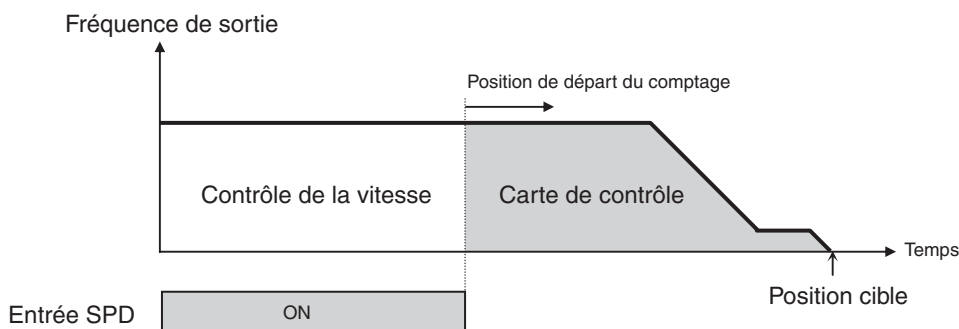 Fréquence de sortie
Position de départ du comptage
Contrôle de la vitesse
Carte de contrôle
Temps
Position cible
Entrée SPD
ON